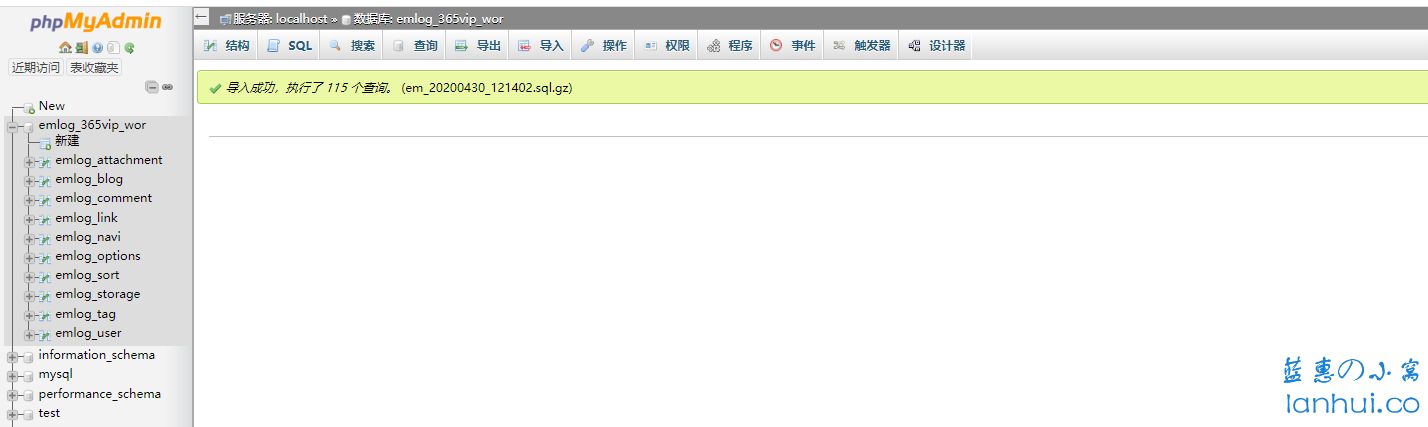 phpMyAdmin
近期访问 表收藏夹
New
emlog_365vip_wor
新建
emlog_attachment
emlog_blog
emlog_comment
emlog_link
emlog_navi
emlog_options
emlog_sort
emlog_storage
emlog_tag
emlog_user
information_schema
mysql
performance_schema
test
服务器: localhost » 数据库: emlog_365vip_wor
结构 SQL 搜索 查询 导出 导入 操作 权限 程序 事件 触发器 设计器
导入成功，执行了 115 个查询。 (em_20200430_121402.sql.gz)
蓝惠の小窝
lanhui.co